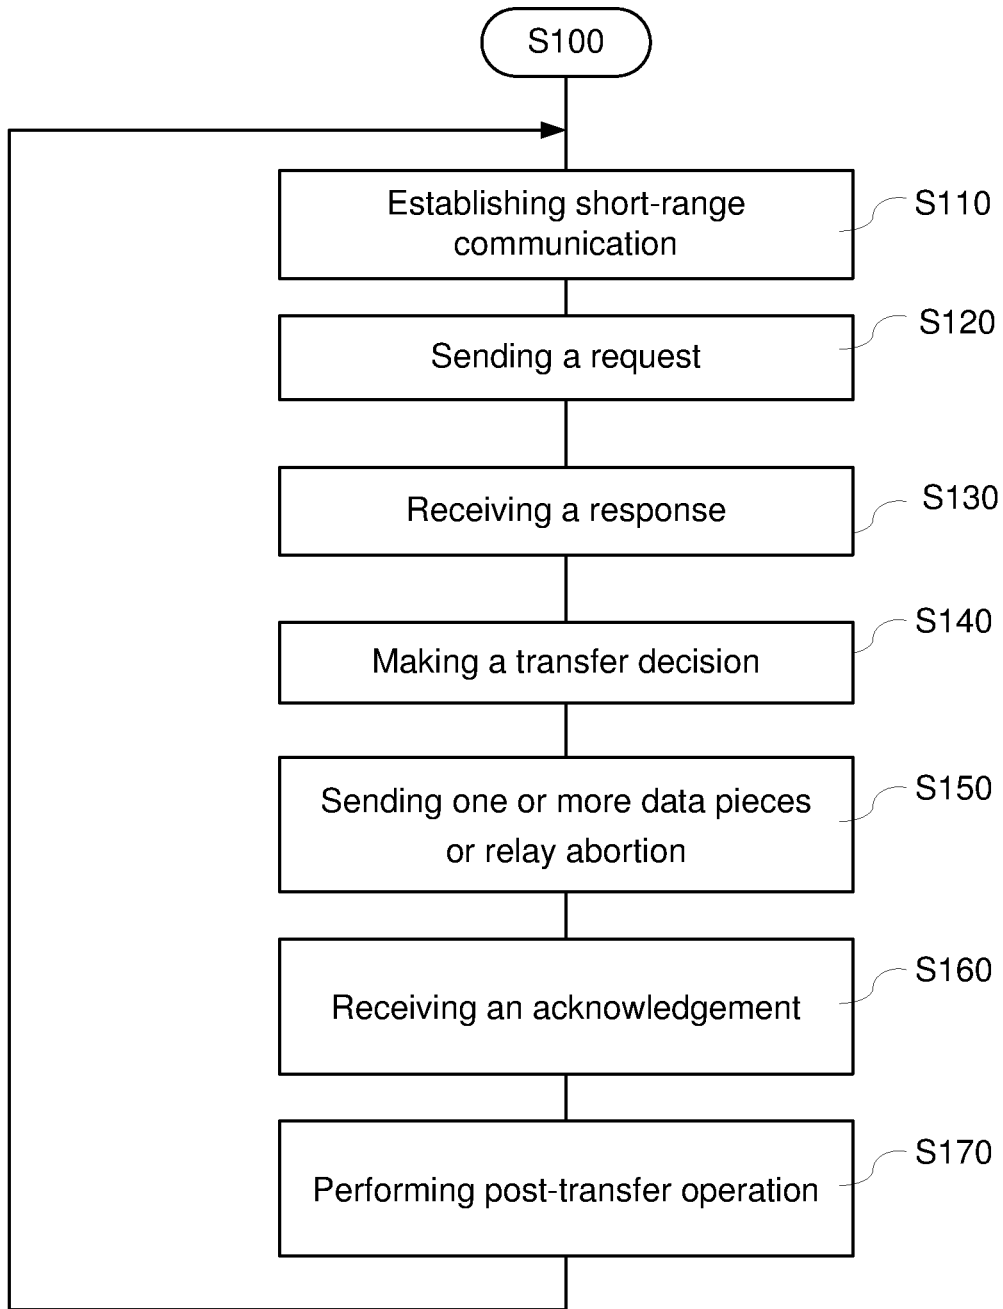 S100
Establishing short-range
communication
S110
Sending a request
S120
Receiving a response
S130
Making a transfer decision
S140
Sending one or more data pieces
or relay abortion
S150
Receiving an acknowledgement
S160
Performing post-transfer operation
S170